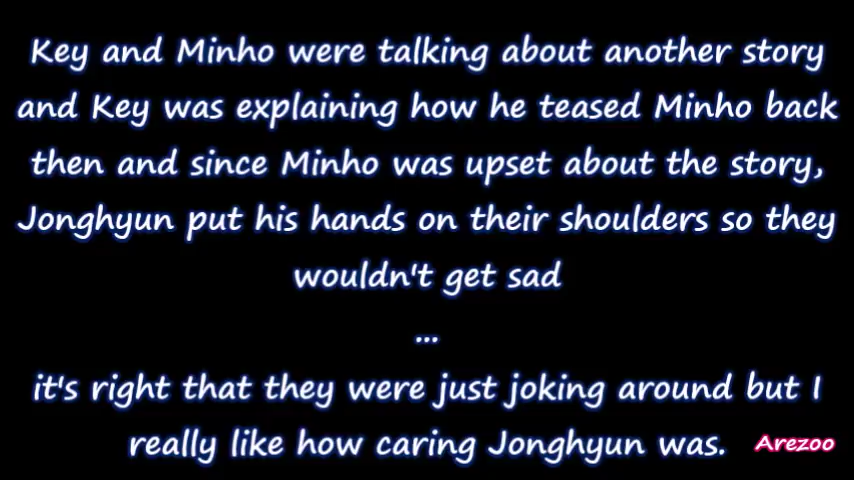 Key and Minho were talking about another story
and Key was explaining how he teased Minho back
then and since Minho was upset about the story,
Jonghyun put his hands on their shoulders so they
wouldn't get sad
...
it's right that they were just joking around but I
really like how caring Jonghyun was.
Arezoo